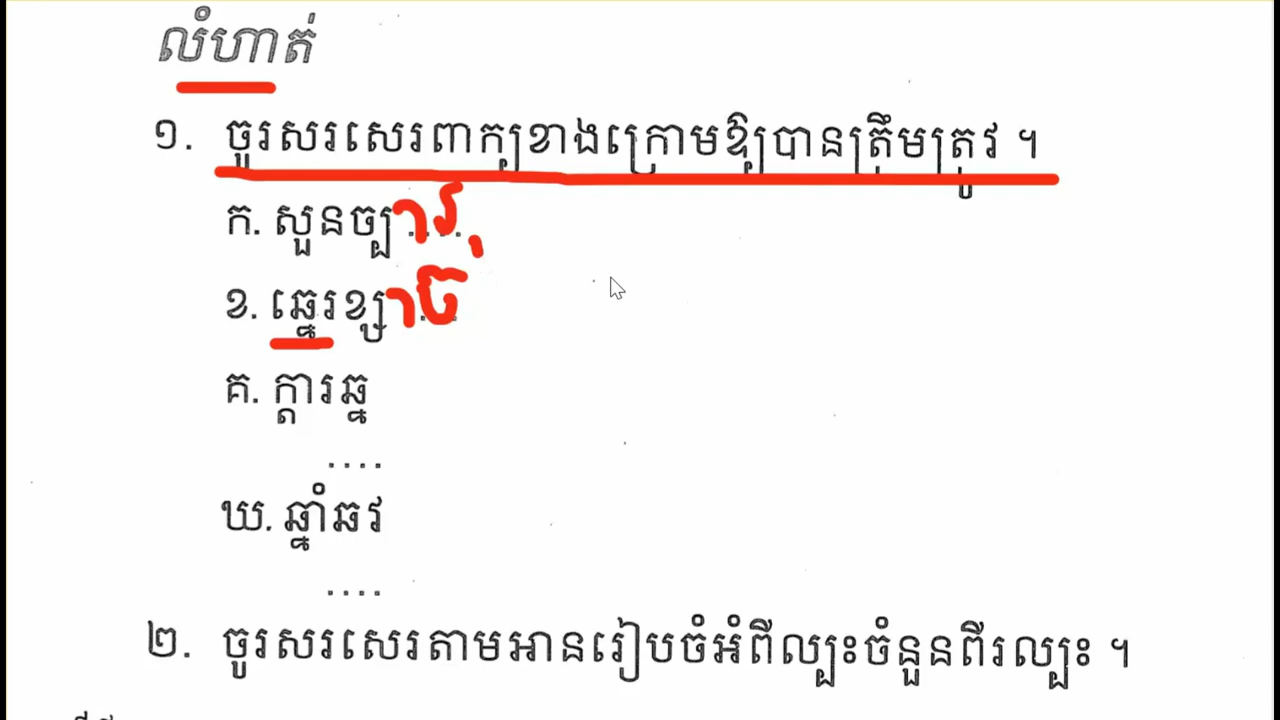 លំហាត់
១. ចូរសរសេរពាក្យខាងក្រោមឱ្យបានត្រឹមត្រូវ ។
ក. សួនច្បារ
ខ. ឆ្នេរខ្សាច់
គ. ក្ដារឆ្ន
....
ឃ. ឆ្នាំឆវ
....
២. ចូរសរសេរតាមអានរៀបចំអំពីល្បះចំនួនពីរល្បះ ។